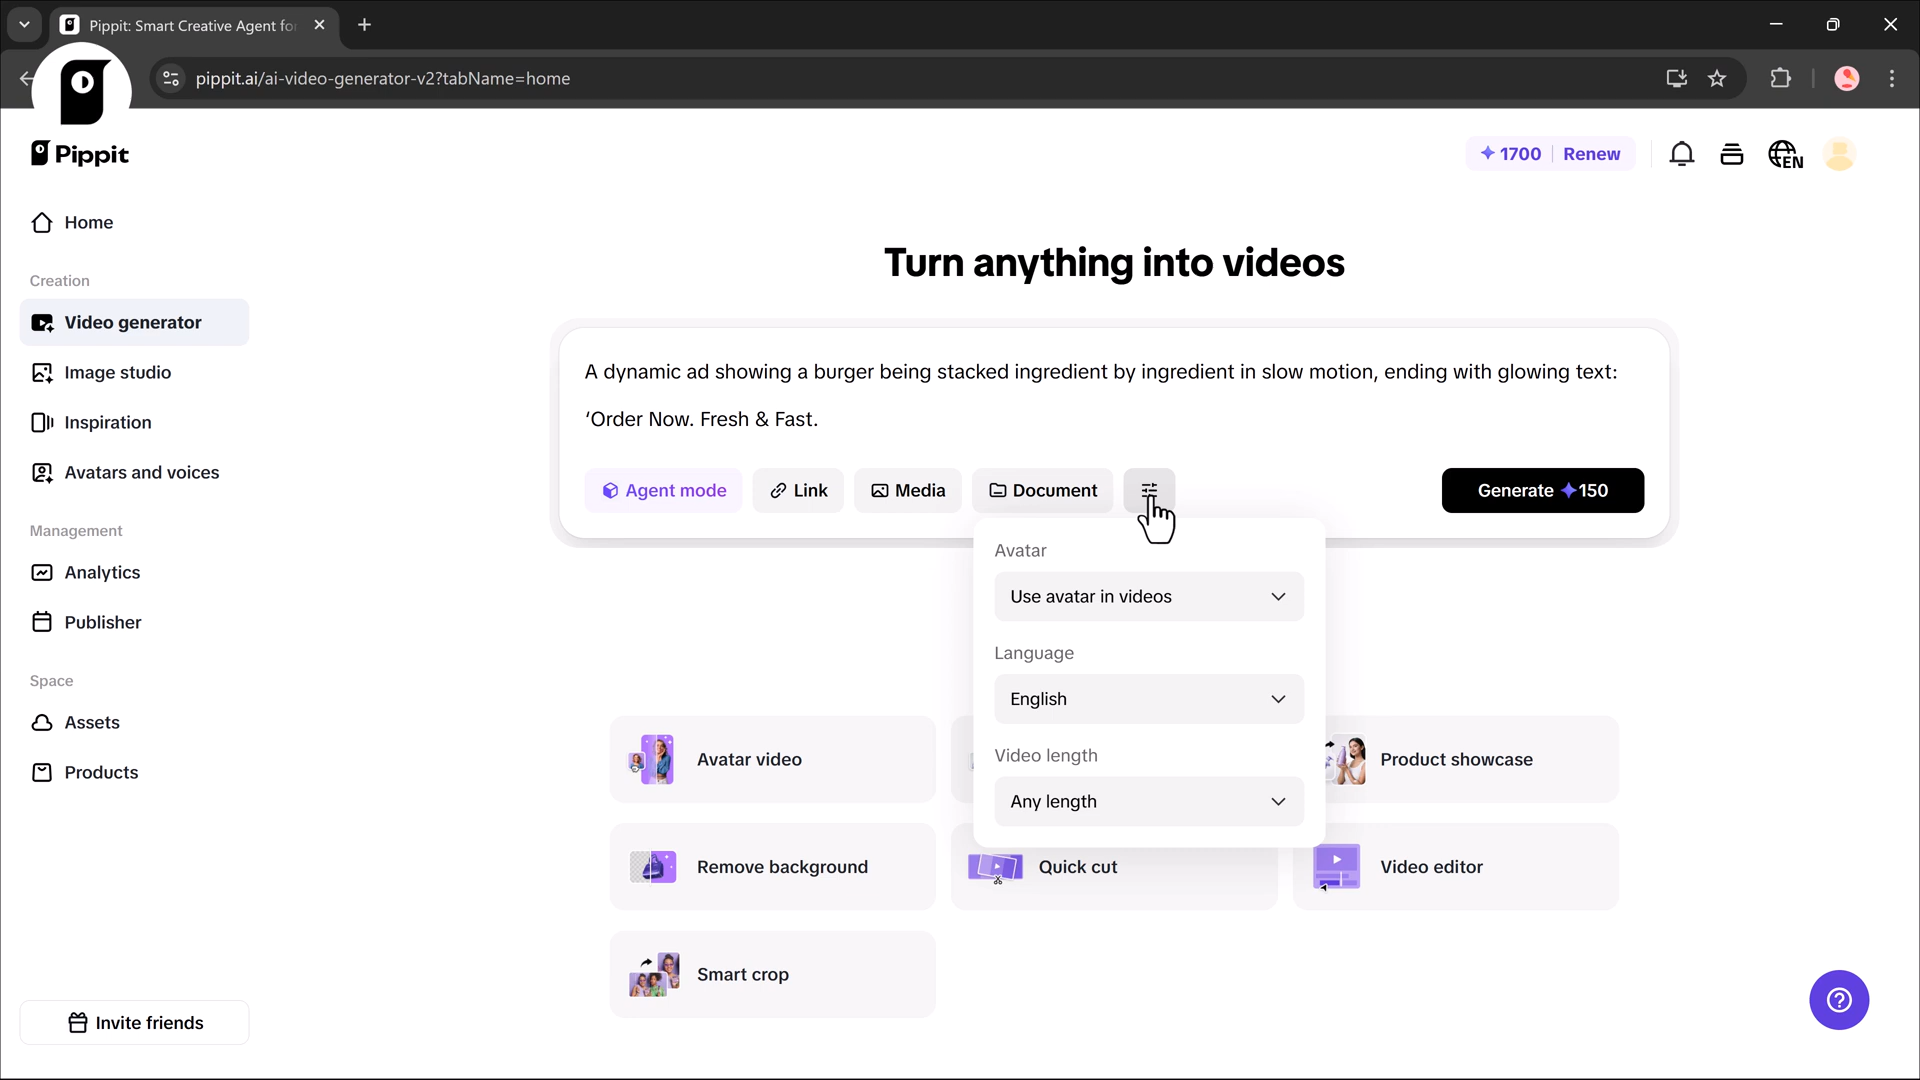 Pippit: Smart Creative Agent for
pippit.ai/ai-video-generator-v2?tabName=home
Pippit
1700 Renew
EN
Home
Creation
Video generator
Image studio
Inspiration
Avatars and voices
Management
Analytics
Publisher
Space
Assets
Products
Invite friends
Turn anything into videos
A dynamic ad showing a burger being stacked ingredient by ingredient in slow motion, ending with glowing text:
‘Order Now. Fresh & Fast.
Agent mode Link Media Document
Generate 150
Avatar
Use avatar in videos
Language
English
Video length
Any length
Avatar video
Product showcase
Remove background
Quick cut
Video editor
Smart crop